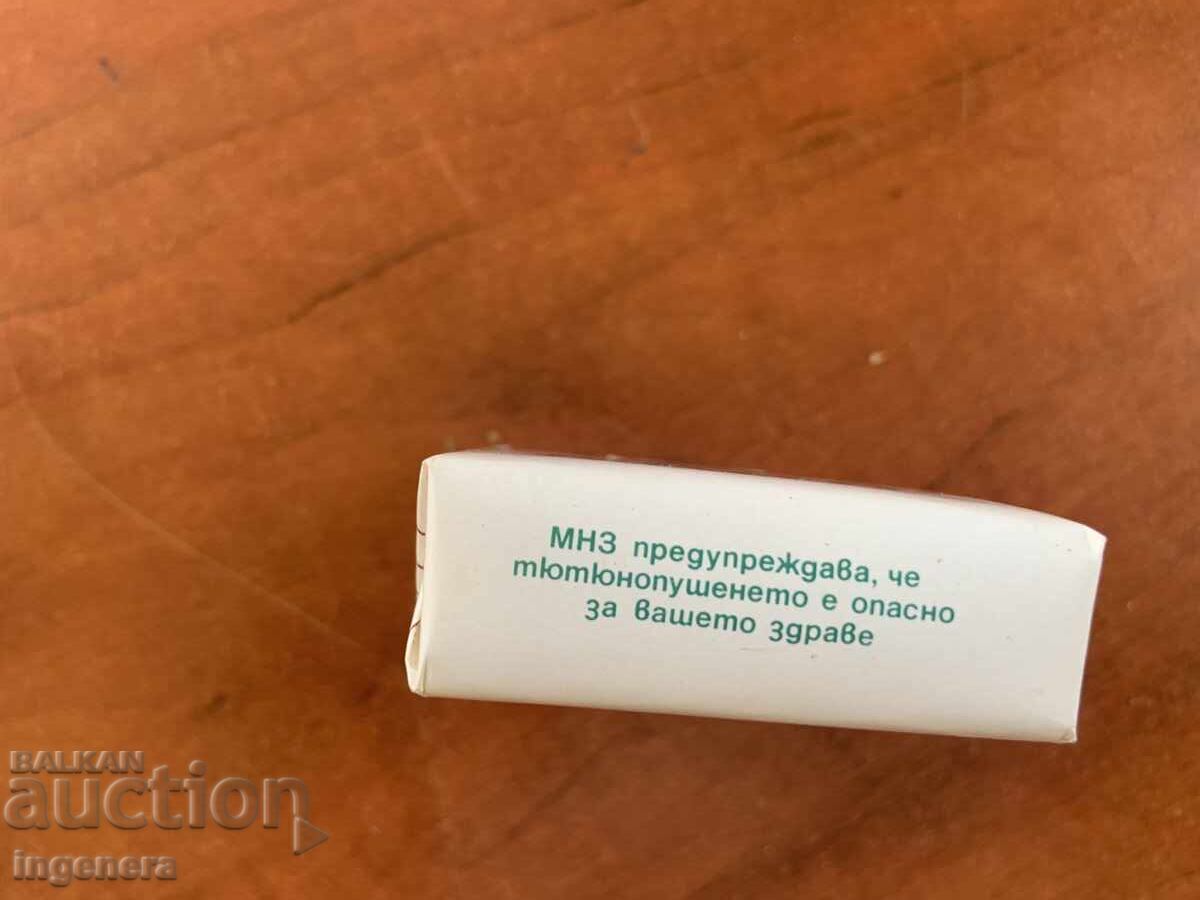 МНЗ предупреждава, че
тютюнопушенето е опасно
за вашето здраве
BALKAN
auction
ingenera